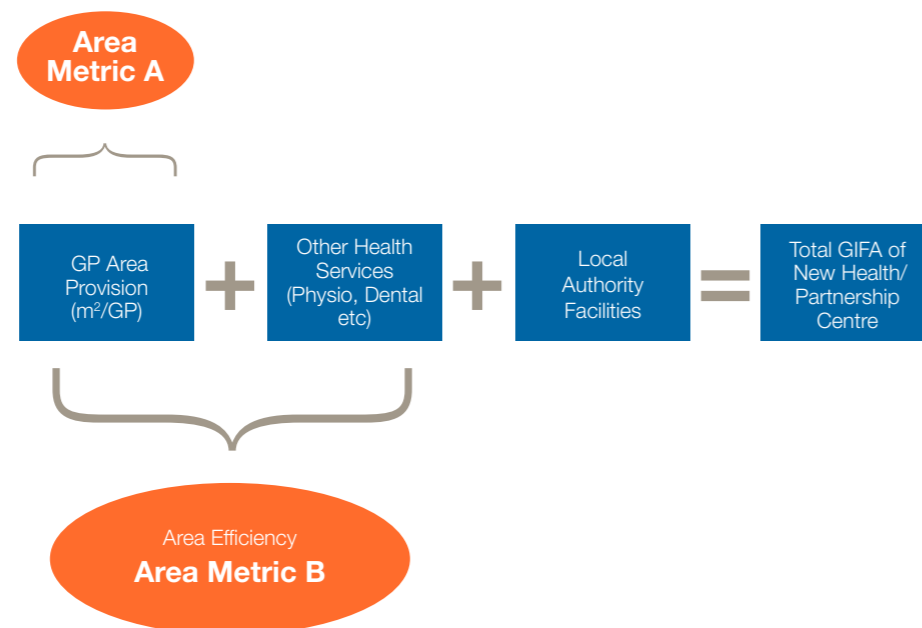 Area
Metric A
GP Area
Provision
(m²/GP)
+
Other Health
Services
(Physio, Dental
etc)
+
Local
Authority
Facilities
=
Total GIFA of
New Health/
Partnership
Centre
Area Efficiency
Area Metric B